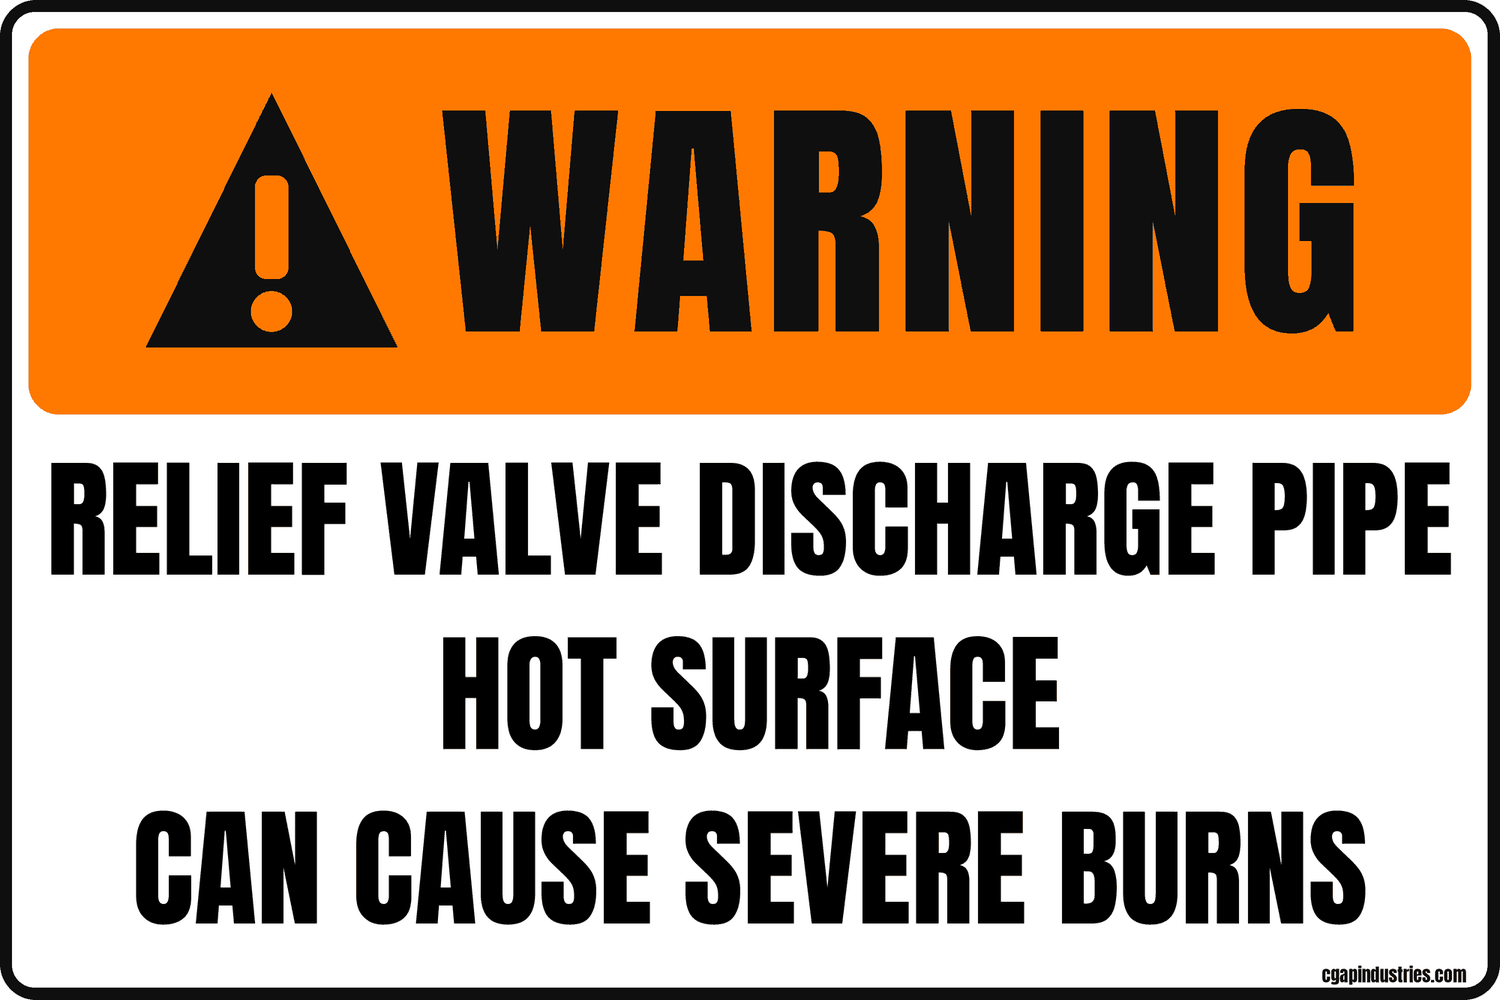 WARNING
RELIEF VALVE DISCHARGE PIPE
HOT SURFACE
CAN CAUSE SEVERE BURNS
cgapindustries.com